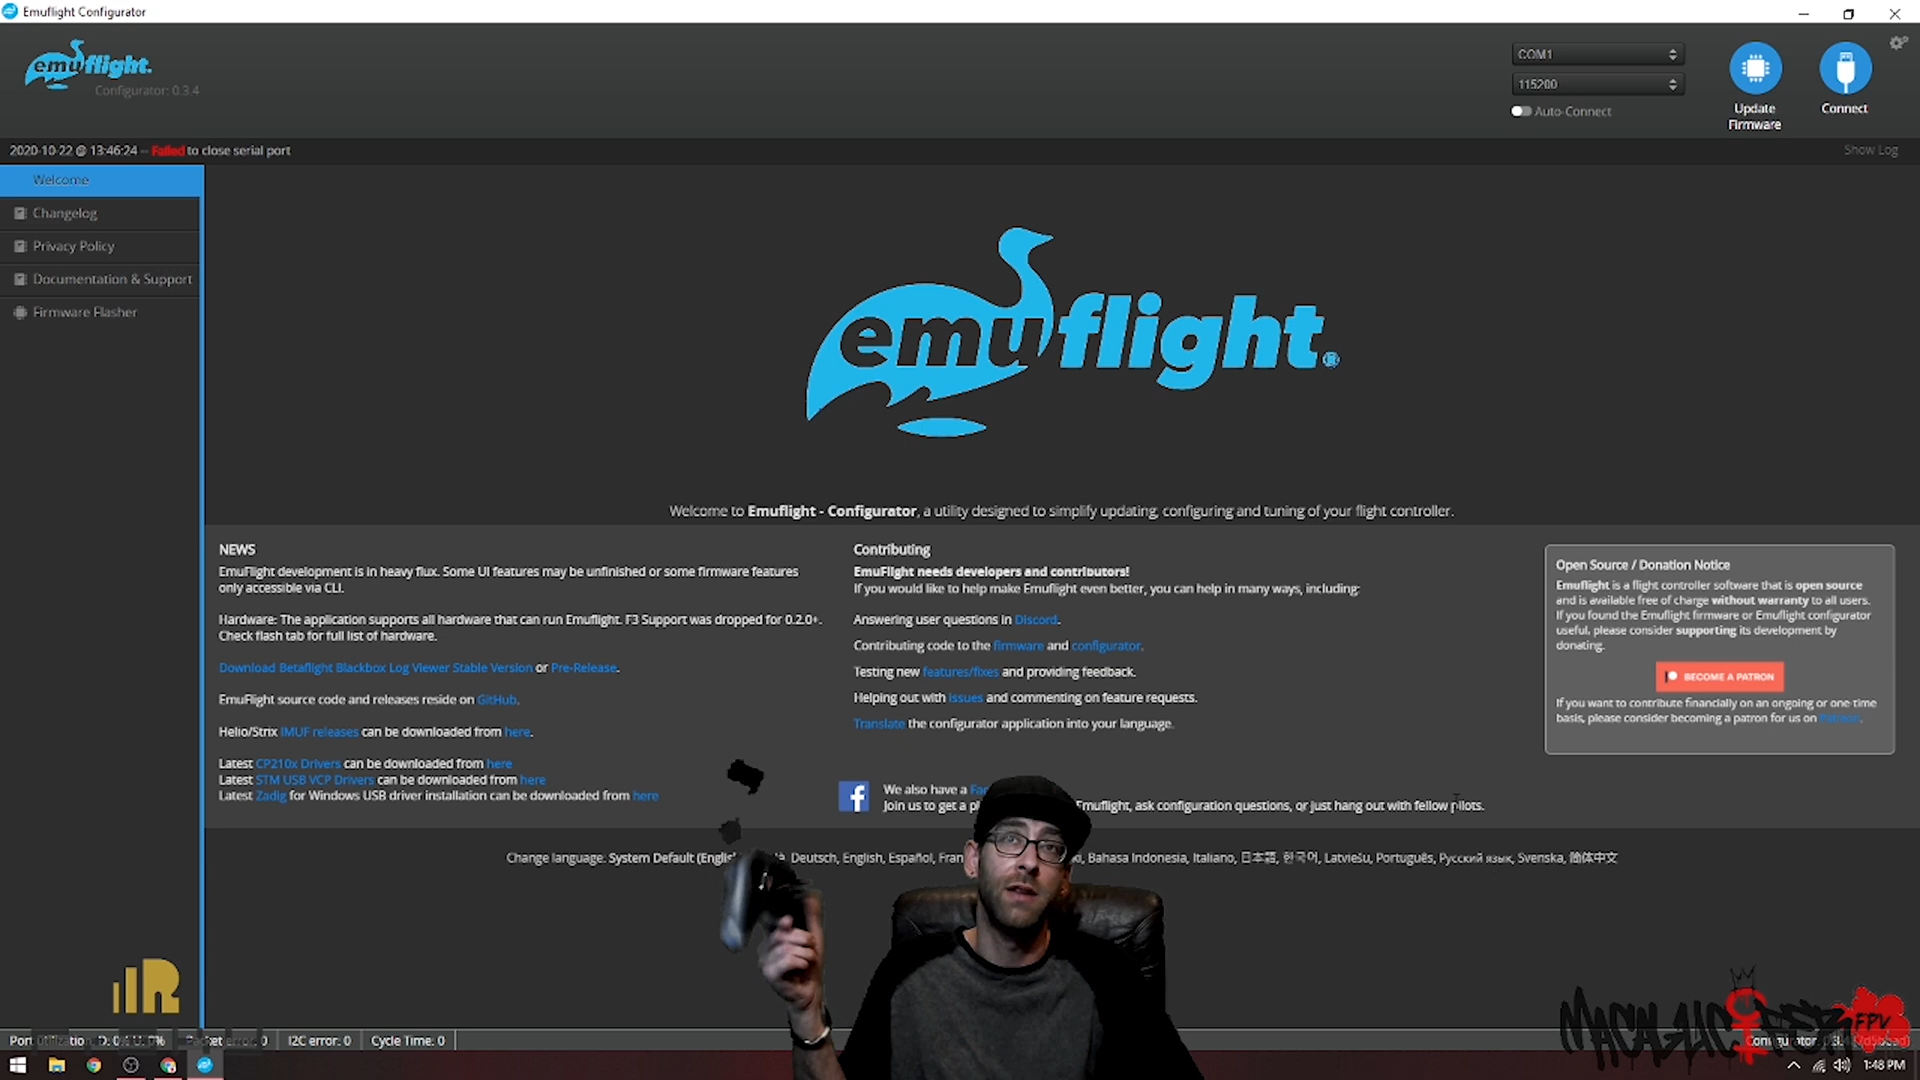 Emuflight Configurator
emuflight.
Configurator: 0.3.4
COM1
115200
Auto-Connect
Update
Firmware
Connect
2020-10-22 @ 13:46:24 -- Failed to close serial port
Show Log
Welcome
Changelog
Privacy Policy
Documentation & Support
Firmware Flasher
emuflight®
Welcome to Emuflight - Configurator, a utility designed to simplify updating, configuring and tuning of your flight controller.
NEWS
EmuFlight development is in heavy flux. Some UI features may be unfinished or some firmware features
only accessible via CLI.
Hardware: The application supports all hardware that can run Emuflight. F3 Support was dropped for 0.2.0+.
Check flash tab for full list of hardware.
Download Betaflight Blackbox Log Viewer Stable Version or Pre-Release.
EmuFlight source code and releases reside on GitHub.
Helio/Strix IMUF releases can be downloaded from here.
Latest CP210x Drivers can be downloaded from here
Latest STM USB VCP Drivers can be downloaded from here
Latest Zadig for Windows USB driver installation can be downloaded from here
Contributing
EmuFlight needs developers and contributors!
If you would like to help make Emuflight even better, you can help in many ways, including:
Answering user questions in Discord.
Contributing code to the firmware and configurator.
Testing new features/fixes and providing feedback.
Helping out with issues and commenting on feature requests.
Translate the configurator application into your language.
We also have a
Join us to get a Emuflight, ask configuration questions, or just hang out with fellow pilots.
Open Source / Donation Notice
Emuflight is a flight controller software that is open source
and is available free of charge without warranty to all users.
If you found the Emuflight firmware or Emuflight configurator
useful, please consider supporting its development by
donating.
BECOME A PATRON
If you want to contribute financially on an ongoing or one-time
basis, please consider becoming a patron for us on Patreon.
Change language: System Default Deutsch, English, Español, Bahasa Indonesia, Italiano, 日本語, 한국어, Latviešu, Português, Русский язык, Svenska, 简体中文
R
FPV
I2C error: 0
Cycle Time: 0
1:48 PM